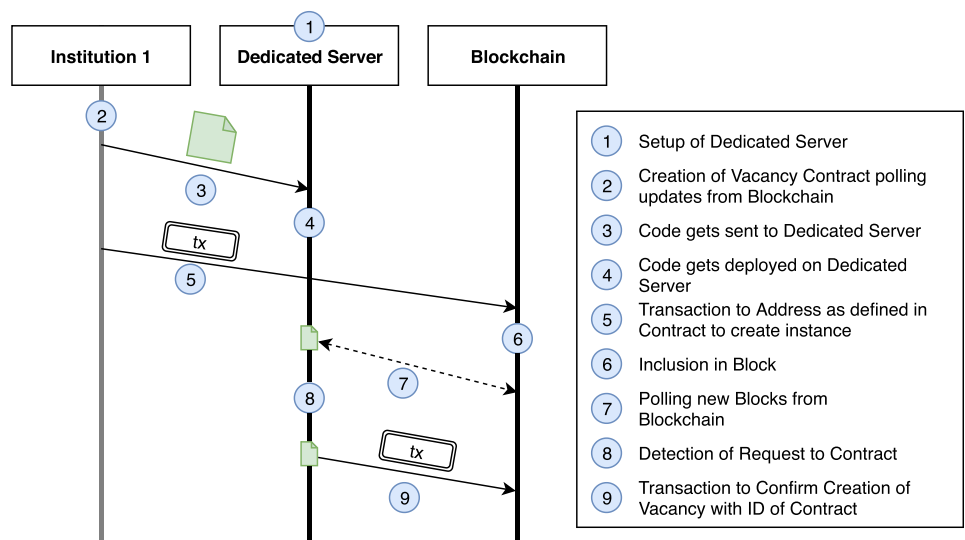 1
Institution 1
Dedicated Server
Blockchain
2
3
4
tx
5
6
7
8
tx
9
1 Setup of Dedicated Server
2 Creation of Vacancy Contract polling
updates from Blockchain
3 Code gets sent to Dedicated Server
4 Code gets deployed on Dedicated
Server
5 Transaction to Address as defined in
Contract to create instance
6 Inclusion in Block
7 Polling new Blocks from
Blockchain
8 Detection of Request to Contract
9 Transaction to Confirm Creation of
Vacancy with ID of Contract